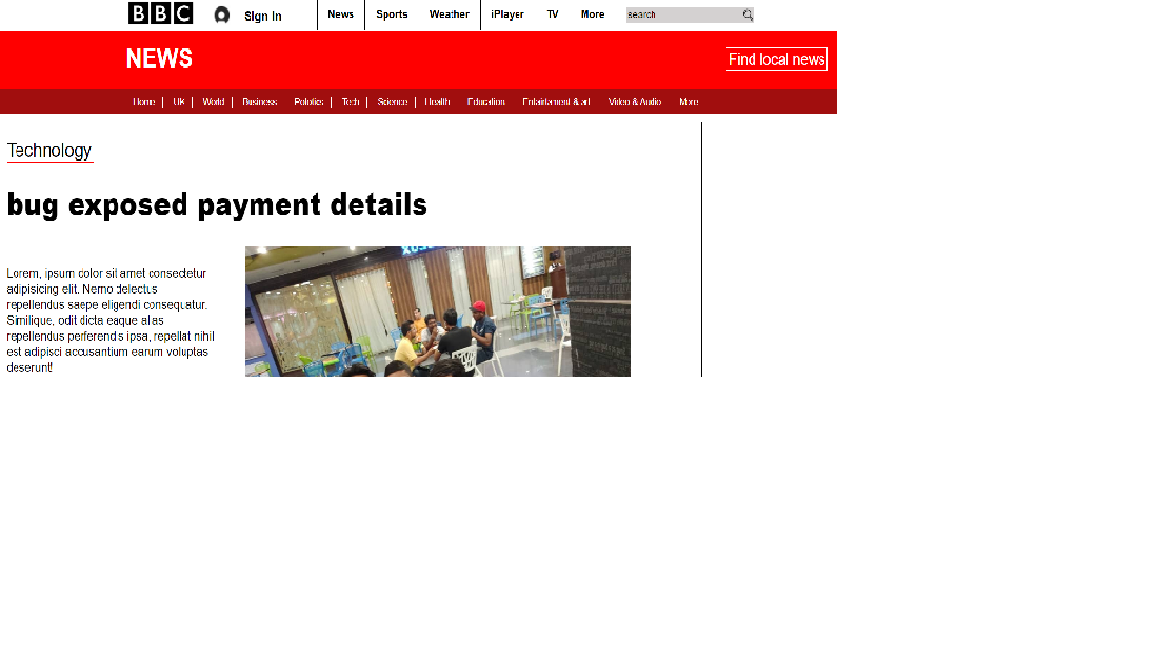 BBC Sign in News Sports Weather iPlayer TV More search
NEWS Find local news
Home UK World Business Polotics Tech Science Health Education Entairtement & art Video & Audio More
Technology
bug exposed payment details
Lorem, ipsum dolor sit amet consectetur
adipisicing elit. Nemo delectus
repellendus saepe eligendi consequatur.
Similique, odit dicta eaque alias
repellendus perferendis ipsa, repellat nihil
est adipisci accusantium earum voluptas
deserunt!